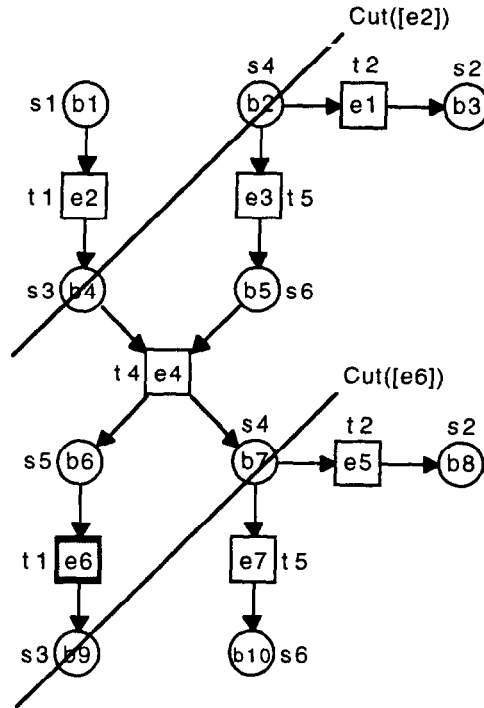 Cut([e2])
s4 t2 s2
s1 b1 b2 e1 b3
t1 e2 e3 t5
s3 b4 b5 s6
t4 e4
Cut([e6])
s4 t2 s2
s5 b6 b7 e5 b8
t1 e6 e7 t5
s3 b9 b10 s6